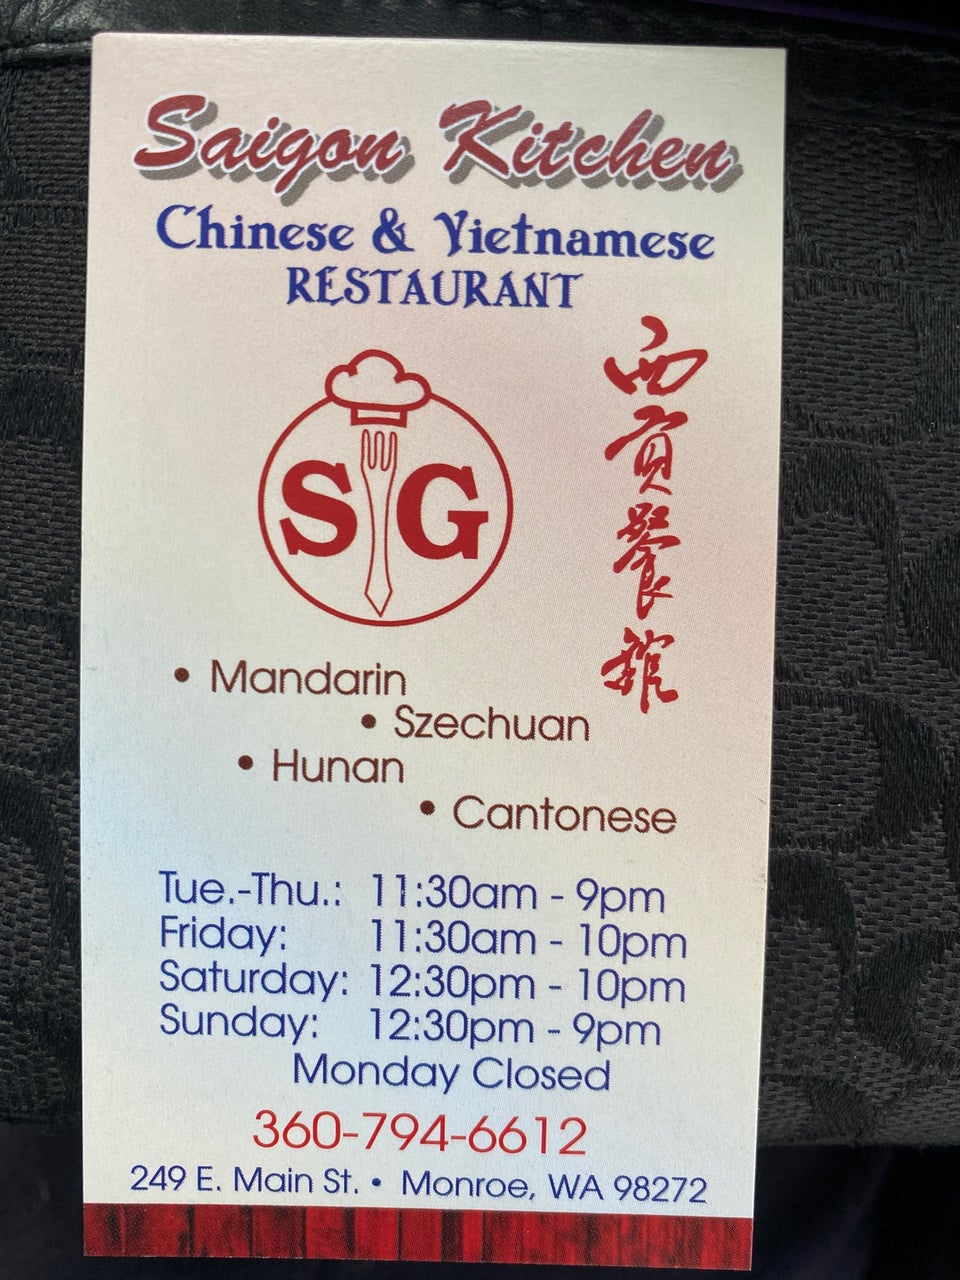 Saigon Kitchen
Chinese & Vietnamese
RESTAURANT
西貢餐館
S G
• Mandarin
• Szechuan
• Hunan
• Cantonese
Tue.-Thu.: 11:30am - 9pm
Friday: 11:30am - 10pm
Saturday: 12:30pm - 10pm
Sunday: 12:30pm - 9pm
Monday Closed
360-794-6612
249 E. Main St. • Monroe, WA 98272